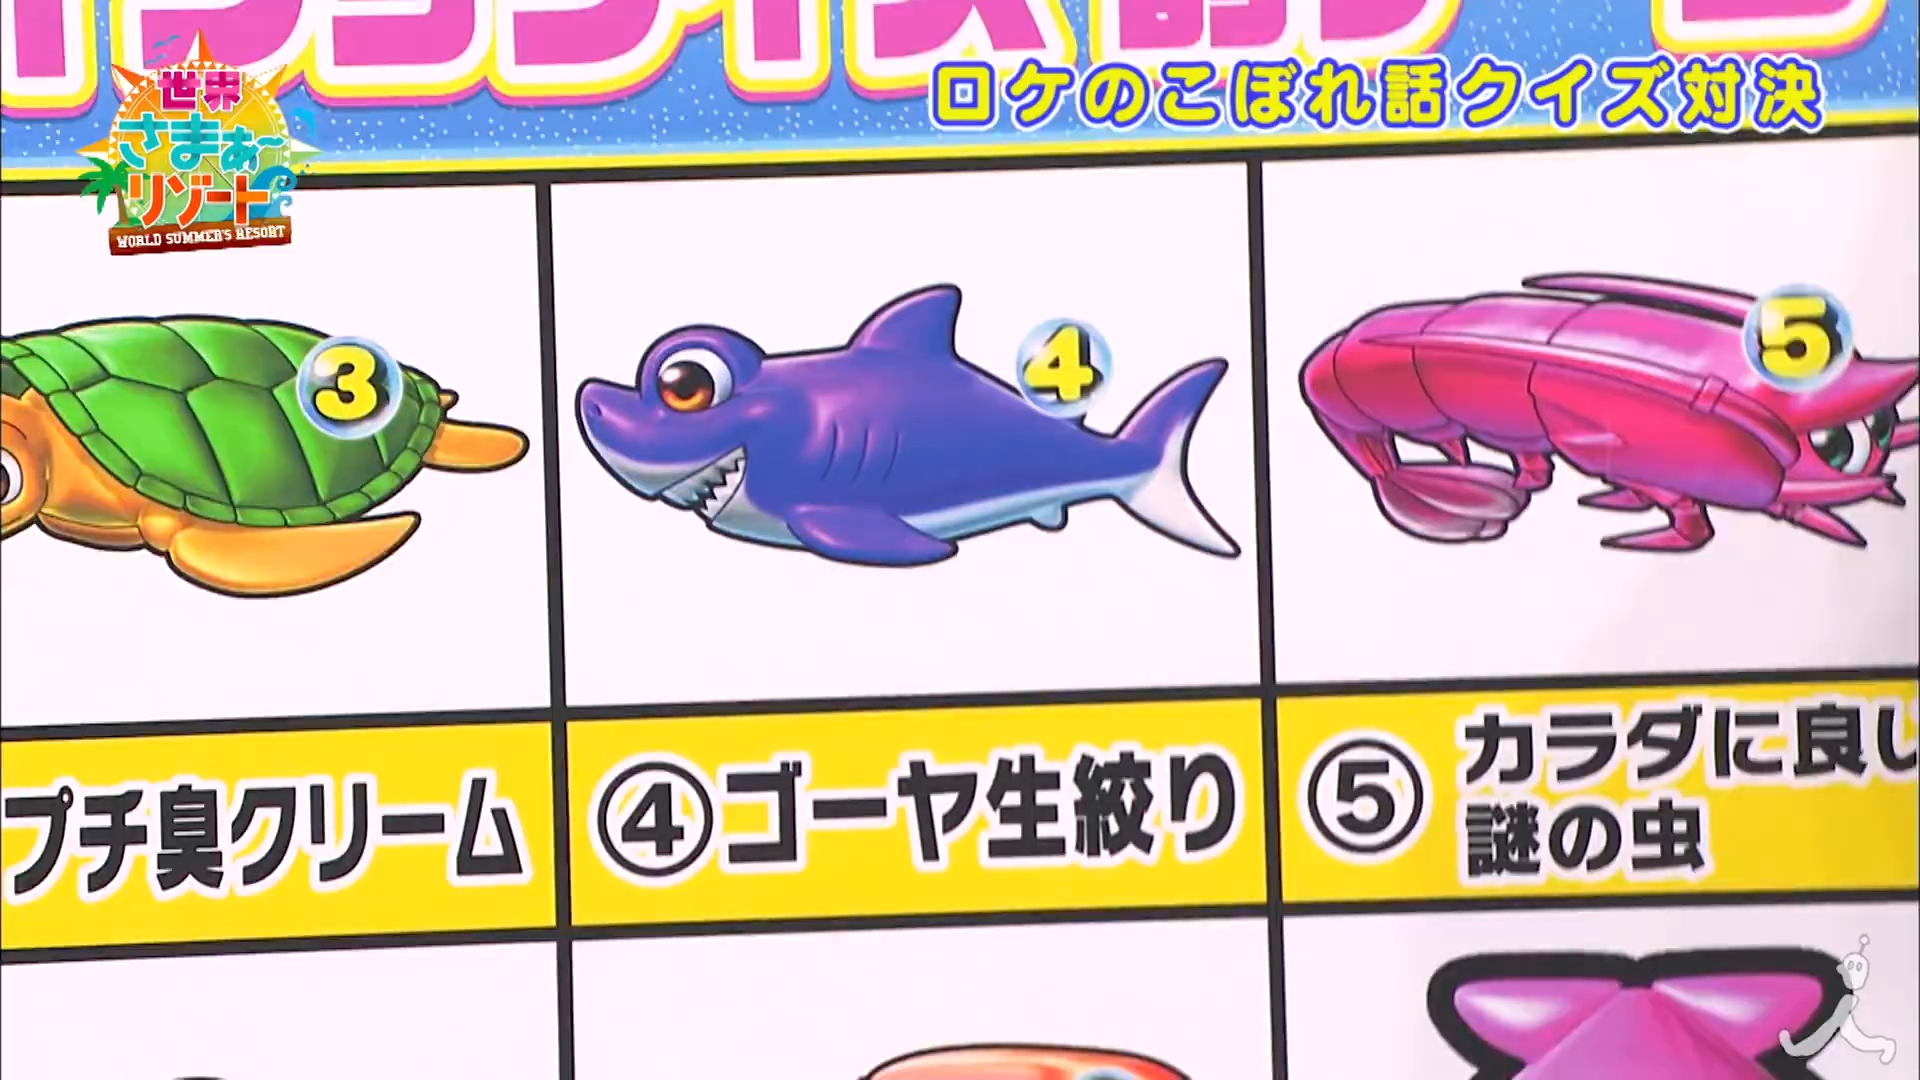 ロケのこぼれ話クイズ対決
世界
さまぁ~
リゾート
WORLD SUMMER'S RESORT
3
4
5
プチ臭クリーム
④ゴーヤ生絞り
⑤カラダに良い
謎の虫